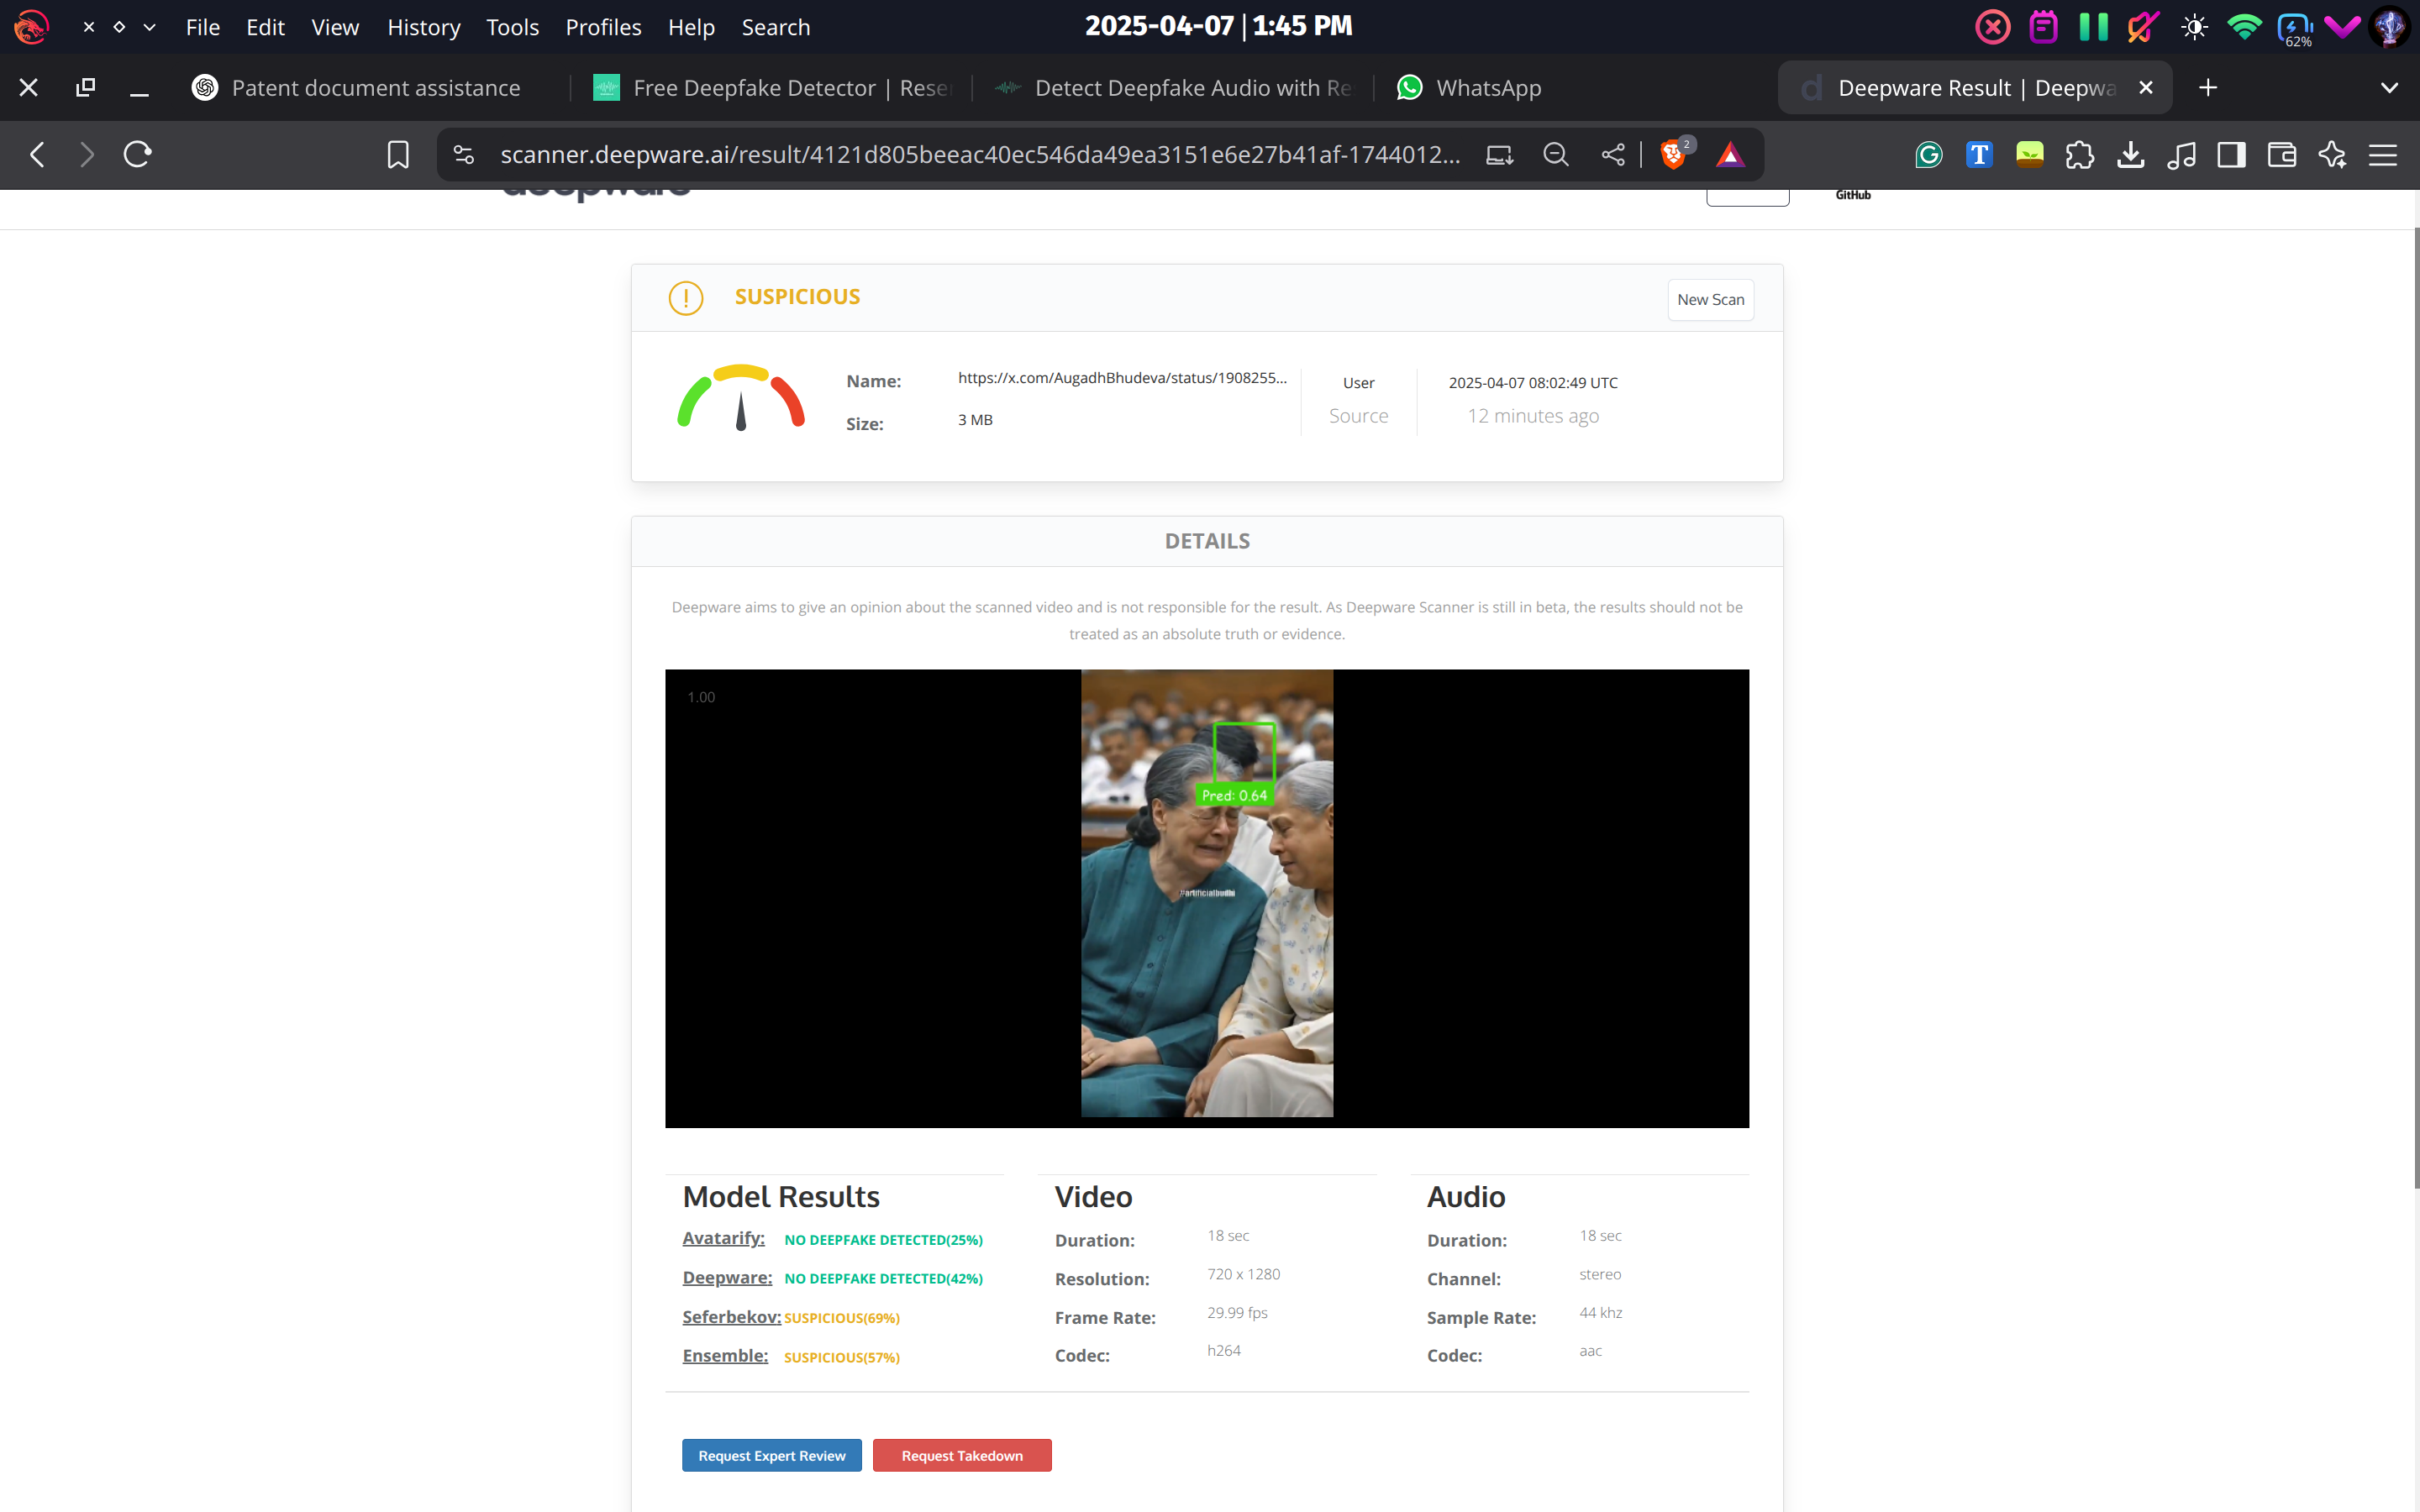 File Edit View History Tools Profiles Help Search
2025-04-07 | 1:45 PM
62%
Patent document assistance
Free Deepfake Detector | Rese
Detect Deepfake Audio with Re
WhatsApp
Deepware Result | Deepwa
scanner.deepware.ai/result/4121d805beeac40ec546da49ea3151e6e27b41af-1744012...
2
deepware
GitHub
SUSPICIOUS
New Scan
Name: https://x.com/AugadhBhudeva/status/1908255...
Size: 3 MB
User
Source
2025-04-07 08:02:49 UTC
12 minutes ago
DETAILS
Deepware aims to give an opinion about the scanned video and is not responsible for the result. As Deepware Scanner is still in beta, the results should not be
treated as an absolute truth or evidence.
1.00
Pred: 0.64
#artificialbudhi
Model Results
Avatarify: NO DEEPFAKE DETECTED(25%)
Deepware: NO DEEPFAKE DETECTED(42%)
Seferbekov: SUSPICIOUS(69%)
Ensemble: SUSPICIOUS(57%)
Video
Duration: 18 sec
Resolution: 720 x 1280
Frame Rate: 29.99 fps
Codec: h264
Audio
Duration: 18 sec
Channel: stereo
Sample Rate: 44 khz
Codec: aac
Request Expert Review
Request Takedown